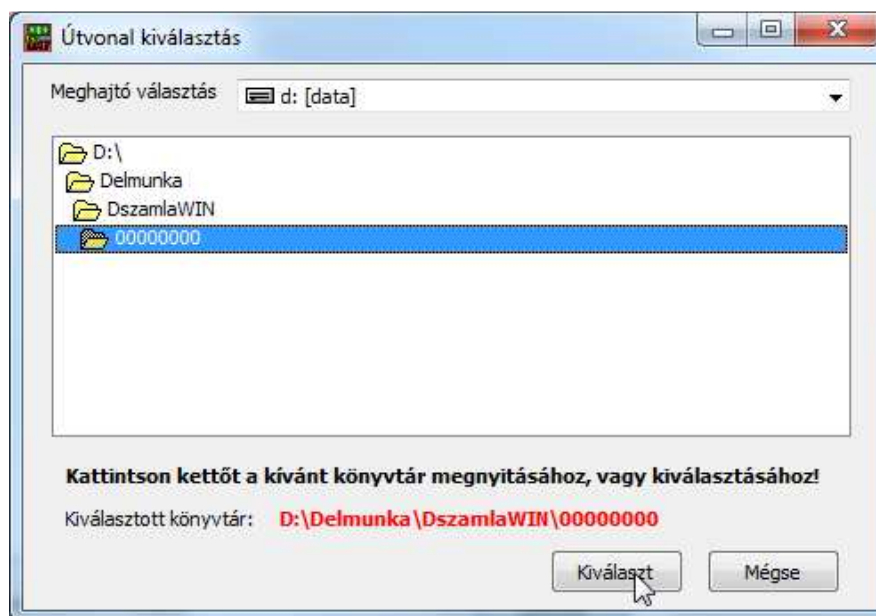 Útvonal kiválasztás
Meghajtó választás d: [data]
D:\
Delmunka
DszamlaWIN
00000000
Kattintson kettőt a kívánt könyvtár megnyitásához, vagy kiválasztásához!
Kiválasztott könyvtár: D:\Delmunka\DszamlaWIN\00000000
Kiválaszt Mégse